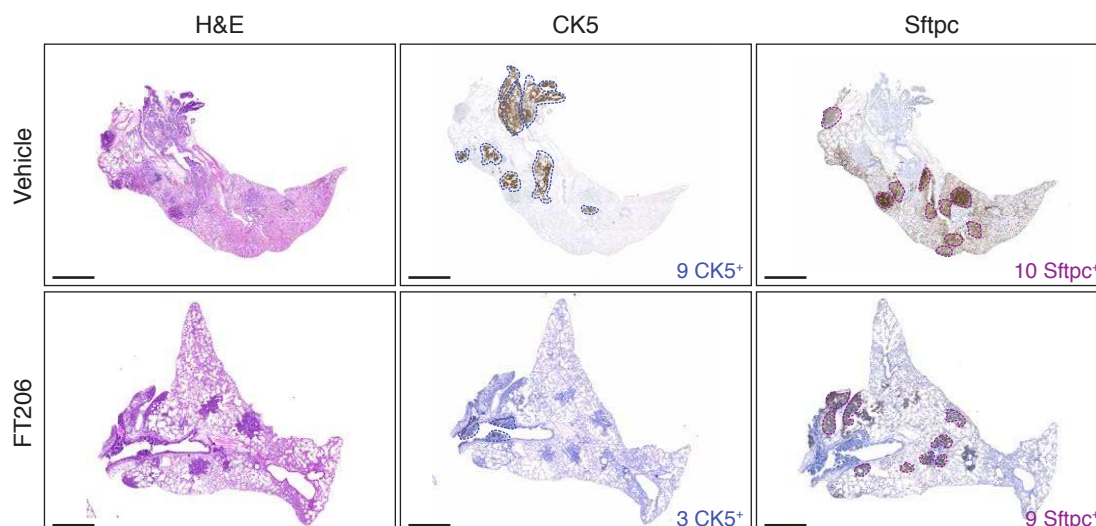 H&E
CK5
Sftpc
Vehicle
9 CK5⁺
10 Sftpc⁺
FT206
3 CK5⁺
9 Sftpc⁺